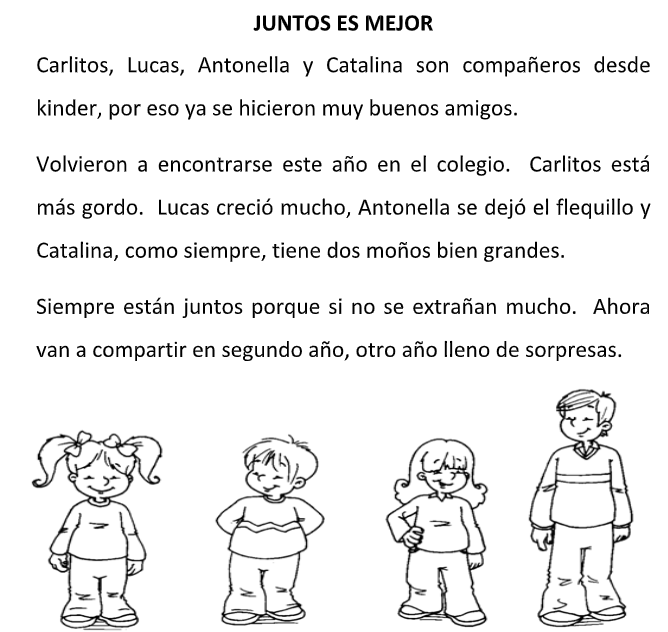 JUNTOS ES MEJOR
Carlitos, Lucas, Antonella y Catalina son compañeros desde
kinder, por eso ya se hicieron muy buenos amigos.
Volvieron a encontrarse este año en el colegio. Carlitos está
más gordo. Lucas creció mucho, Antonella se dejó el flequillo y
Catalina, como siempre, tiene dos moños bien grandes.
Siempre están juntos porque si no se extrañan mucho. Ahora
van a compartir en segundo año, otro año lleno de sorpresas.